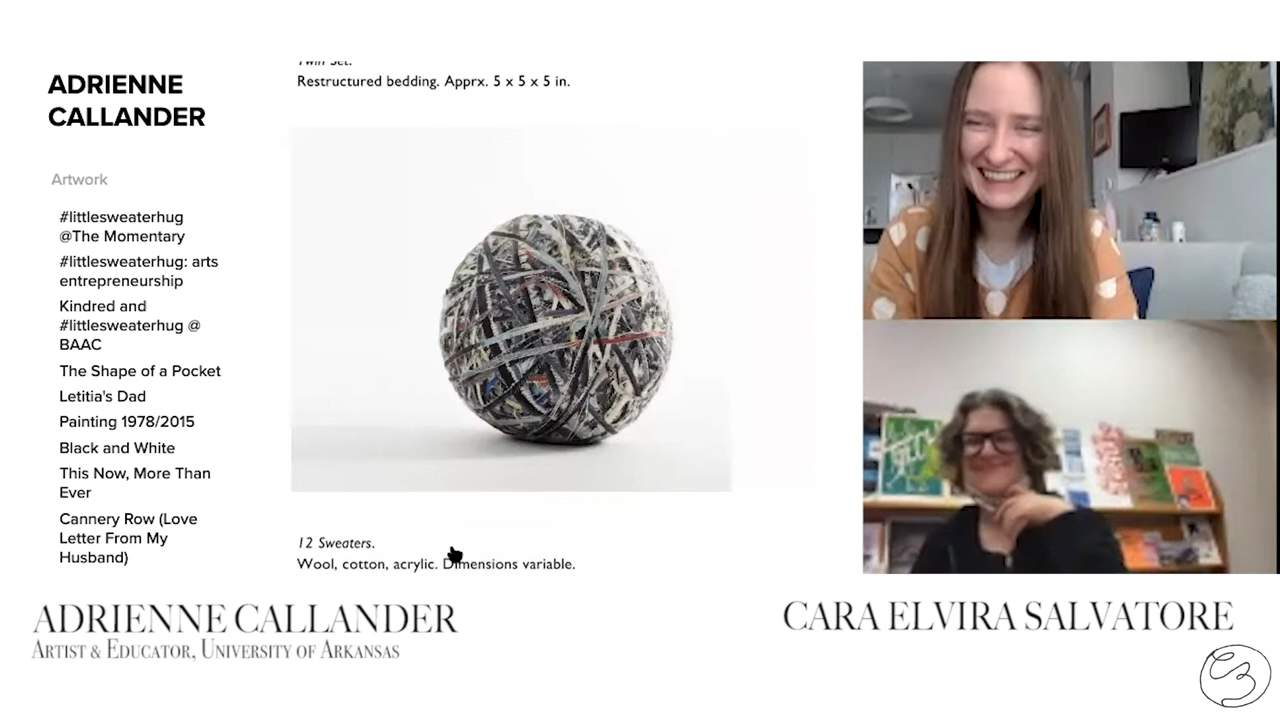 ADRIENNE
CALLANDER
Artwork
#littlesweaterhug
@The Momentary
#littlesweaterhug: arts
entrepreneurship
Kindred and
#littlesweaterhug @
BAAC
The Shape of a Pocket
Letitia's Dad
Painting 1978/2015
Black and White
This Now, More Than
Ever
Cannery Row (Love
Letter From My
Husband)
Twin Set.
Restructured bedding. Apprx. 5 x 5 x 5 in.
12 Sweaters.
Wool, cotton, acrylic. Dimensions variable.
ADRIENNE CALLANDER
ARTIST & EDUCATOR, UNIVERSITY OF ARKANSAS
CARA ELVIRA SALVATORE